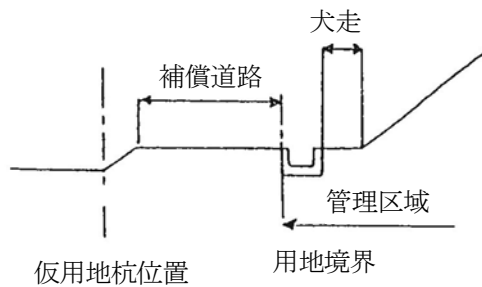 犬走
補償道路
管理区域
仮用地杭位置
用地境界